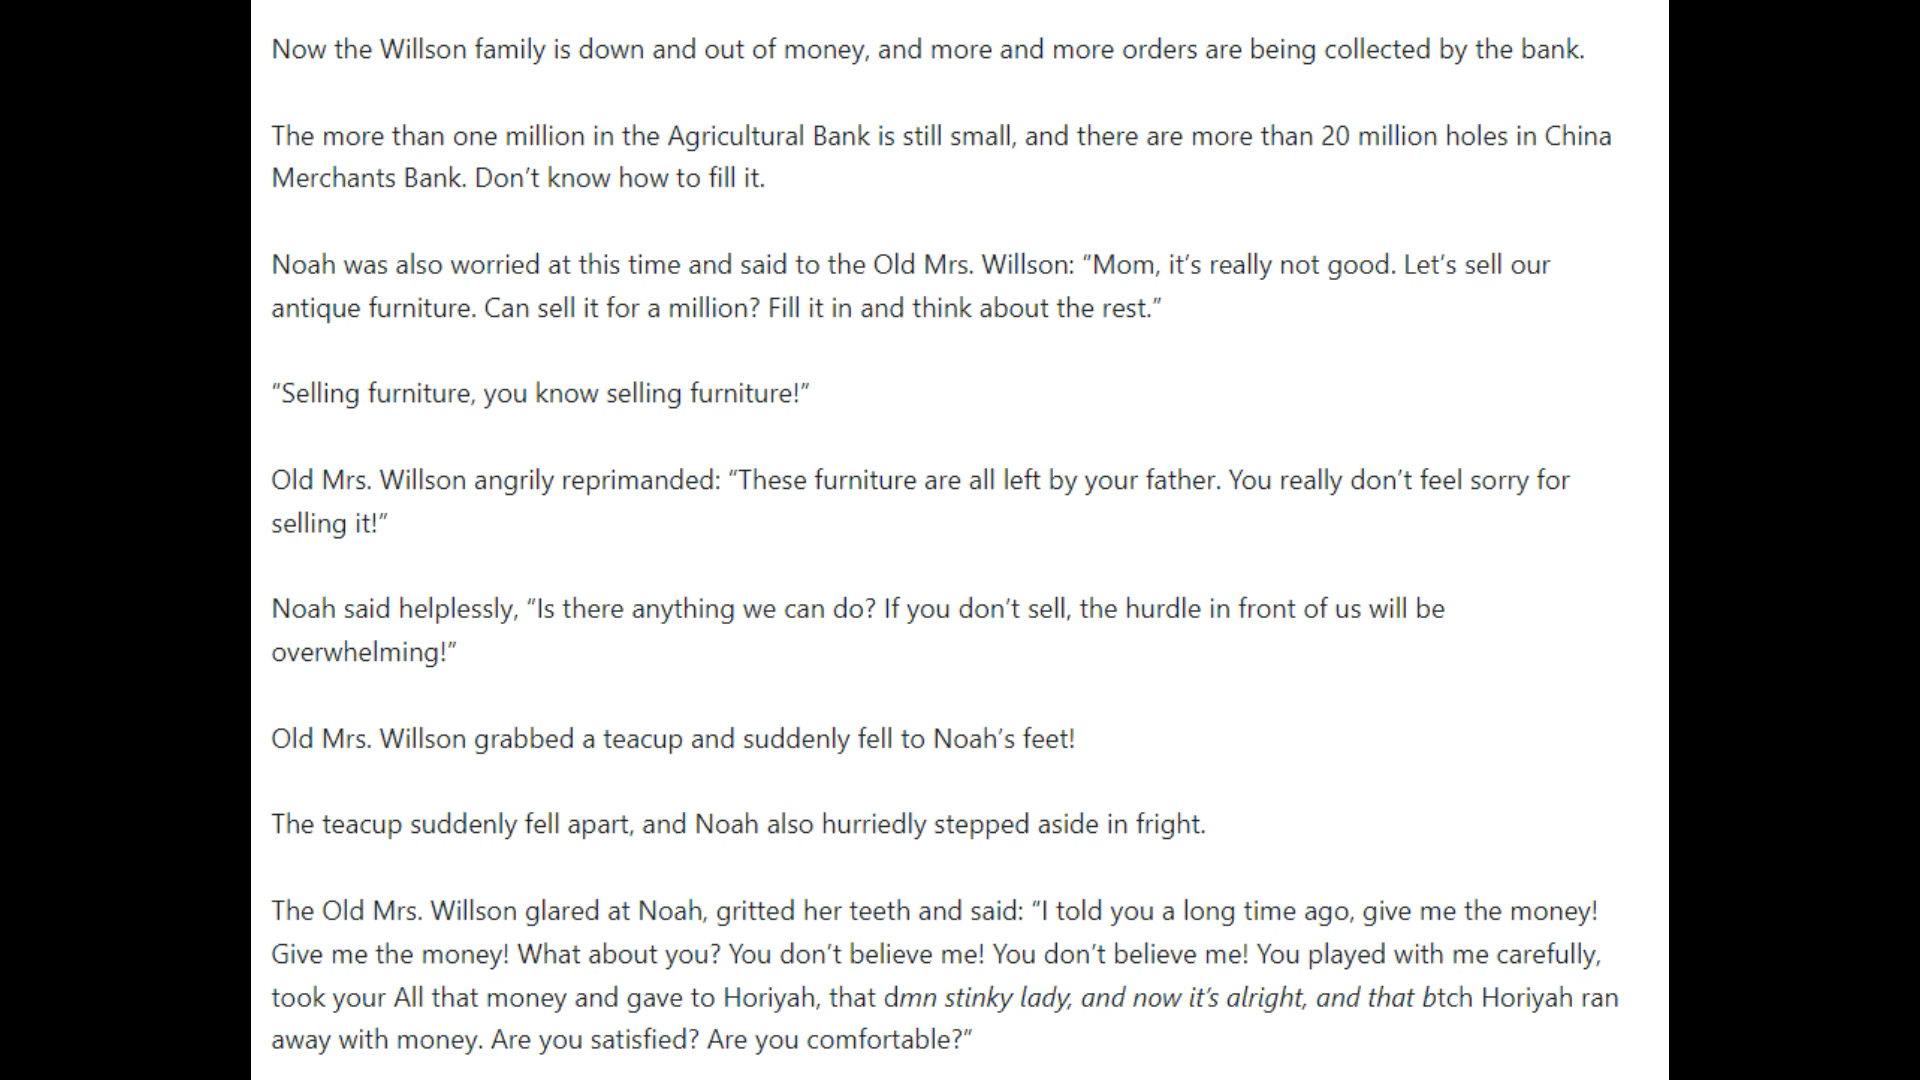 Now the Willson family is down and out of money, and more and more orders are being collected by the bank.
The more than one million in the Agricultural Bank is still small, and there are more than 20 million holes in China
Merchants Bank. Don’t know how to fill it.
Noah was also worried at this time and said to the Old Mrs. Willson: “Mom, it’s really not good. Let’s sell our
antique furniture. Can sell it for a million? Fill it in and think about the rest.”
“Selling furniture, you know selling furniture!”
Old Mrs. Willson angrily reprimanded: “These furniture are all left by your father. You really don’t feel sorry for
selling it!”
Noah said helplessly, “Is there anything we can do? If you don’t sell, the hurdle in front of us will be
overwhelming!”
Old Mrs. Willson grabbed a teacup and suddenly fell to Noah’s feet!
The teacup suddenly fell apart, and Noah also hurriedly stepped aside in fright.
The Old Mrs. Willson glared at Noah, gritted her teeth and said: “I told you a long time ago, give me the money!
Give me the money! What about you? You don’t believe me! You don’t believe me! You played with me carefully,
took your All that money and gave to Horiyah, that dmn stinky lady, and now it’s alright, and that btch Horiyah ran
away with money. Are you satisfied? Are you comfortable?”